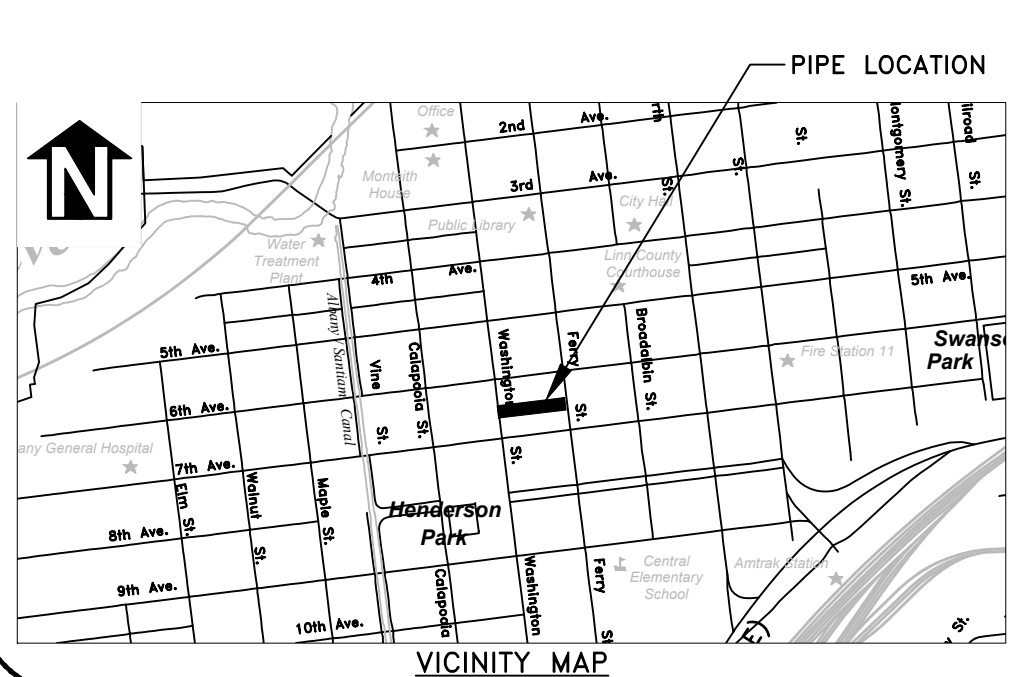 PIPE LOCATION
N
Office
2nd
Ave.
St.
St.
St.
St.
St.
Monteith
House
3rd
Ave.
City Hall
Public Library
Water
Treatment
Plant
4th
Ave.
Linn County
Courthouse
5th Ave.
Albany / Santiam Canal
5th Ave.
Vine
St.
Calapooia St.
Washington
St.
Ferry
St.
Broadalbin St.
Fire Station 11
Park
6th Ave.
General Hospital
7th Ave.
Elm St.
Walnut
St.
Maple St.
Henderson
Park
8th Ave.
9th Ave.
10th Ave.
Calapooia
Washington
Ferry
Central
Elementary
School
Amtrak Station
St.
VICINITY MAP